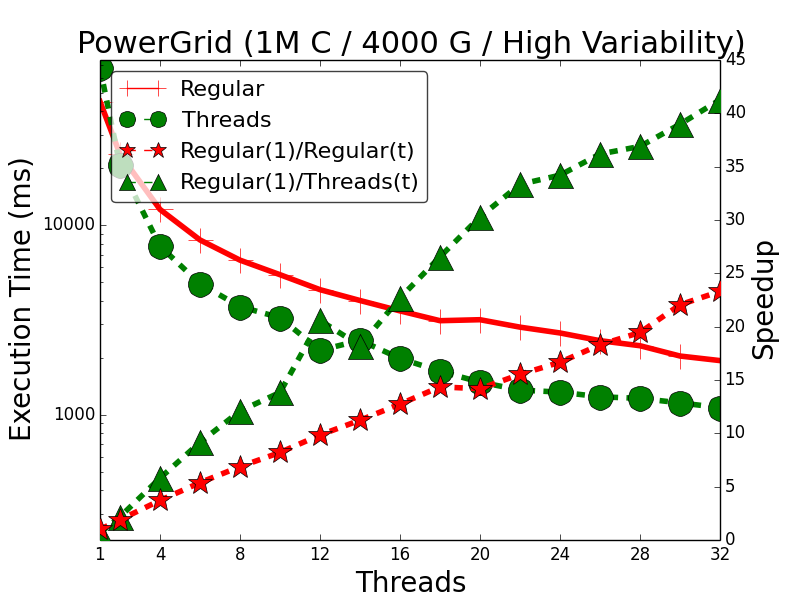 PowerGrid (1M C / 4000 G / High Variability)
Regular
Threads
Regular(1)/Regular(t)
Regular(1)/Threads(t)
Execution Time (ms)
10000
1000
45
40
35
30
25
20
15
10
5
0
Speedup
1 4 8 12 16 20 24 28 32
Threads